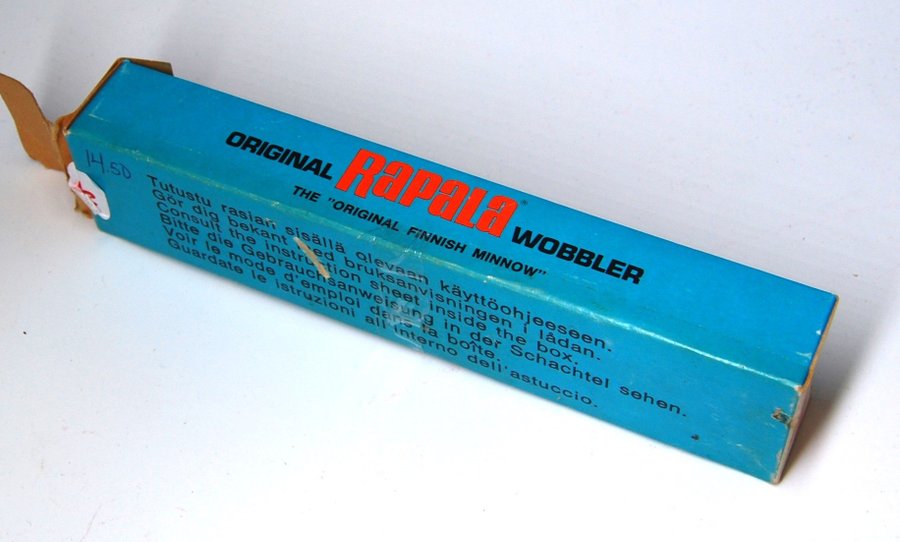 ORIGINAL Rapala® WOBBLER
THE "ORIGINAL FINNISH MINNOW"
14.50
Tutustu rasian sisällä olevaan käyttöohjeeseen.
Gör dig bekant med bruksanvisningen i lådan.
Consult the instruction sheet inside the box.
Bitte die Gebrauchsanweisung in der Schachtel sehen.
Voir le mode d'emploi dans la boîte.
Guardate le istruzioni all'interno dell'astuccio.